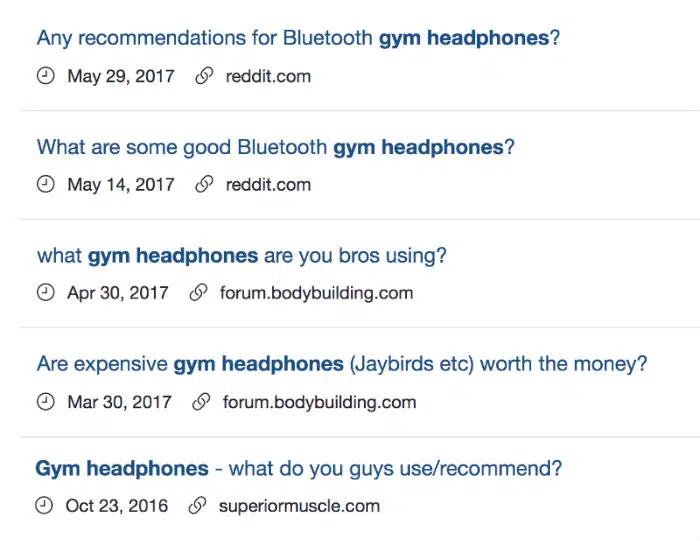 Any recommendations for Bluetooth gym headphones?
May 29, 2017 reddit.com
What are some good Bluetooth gym headphones?
May 14, 2017 reddit.com
what gym headphones are you bros using?
Apr 30, 2017 forum.bodybuilding.com
Are expensive gym headphones (Jaybirds etc) worth the money?
Mar 30, 2017 forum.bodybuilding.com
Gym headphones - what do you guys use/recommend?
Oct 23, 2016 superiormuscle.com